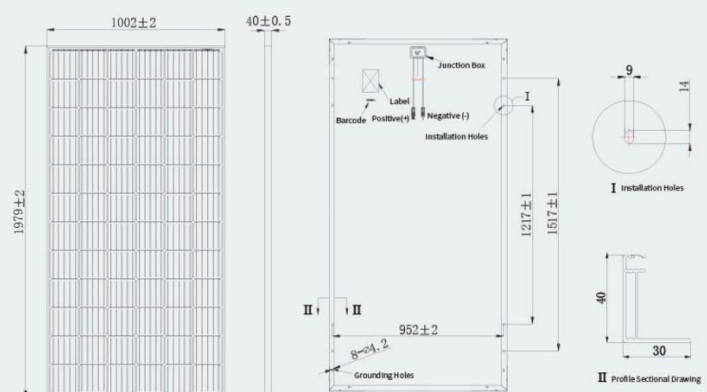 1002±2
40±0.5
1979±2
Junction Box
Label
Barcode
Positive(+)
Negative (-)
I
Installation Holes
1217±1
1517±1
II
II
952±2
8-⌀4.2
Grounding Holes
9
14
I Installation Holes
40
30
II Profile Sectional Drawing